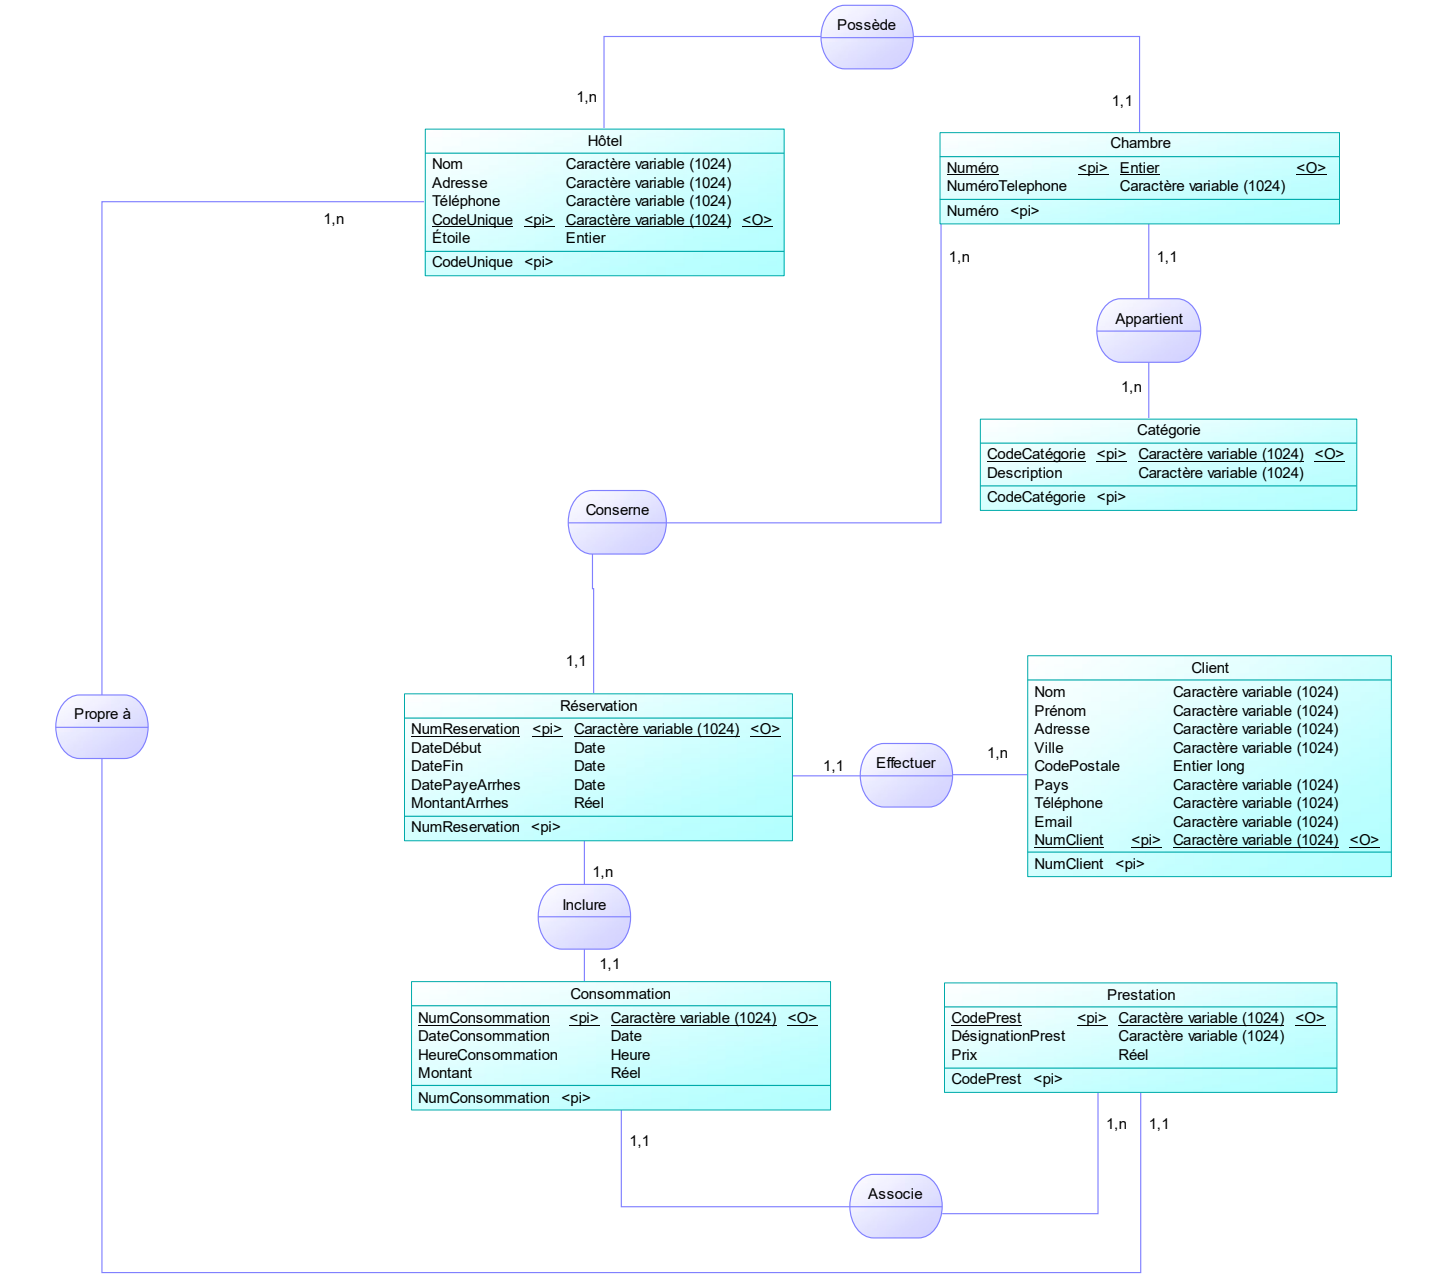 Possède
1,n
1,1
Hôtel
Nom Caractère variable (1024)
Adresse Caractère variable (1024)
Téléphone Caractère variable (1024)
CodeUnique <pi> Caractère variable (1024) <O>
Étoile Entier
CodeUnique <pi>
Chambre
Numéro <pi> Entier <O>
NuméroTelephone Caractère variable (1024)
Numéro <pi>
1,n
1,n
1,1
Appartient
1,n
Catégorie
CodeCatégorie <pi> Caractère variable (1024) <O>
Description Caractère variable (1024)
CodeCatégorie <pi>
Conserne
1,1
Propre à
Réservation
NumReservation <pi> Caractère variable (1024) <O>
DateDébut Date
DateFin Date
DatePayeArrhes Date
MontantArrhes Réel
NumReservation <pi>
1,1
Effectuer
1,n
Client
Nom Caractère variable (1024)
Prénom Caractère variable (1024)
Adresse Caractère variable (1024)
Ville Caractère variable (1024)
CodePostale Entier long
Pays Caractère variable (1024)
Téléphone Caractère variable (1024)
Email Caractère variable (1024)
NumClient <pi> Caractère variable (1024) <O>
NumClient <pi>
1,n
Inclure
1,1
Consommation
NumConsommation <pi> Caractère variable (1024) <O>
DateConsommation Date
HeureConsommation Heure
Montant Réel
NumConsommation <pi>
Prestation
CodePrest <pi> Caractère variable (1024) <O>
DésignationPrest Caractère variable (1024)
Prix Réel
CodePrest <pi>
1,1
1,n
1,1
Associe